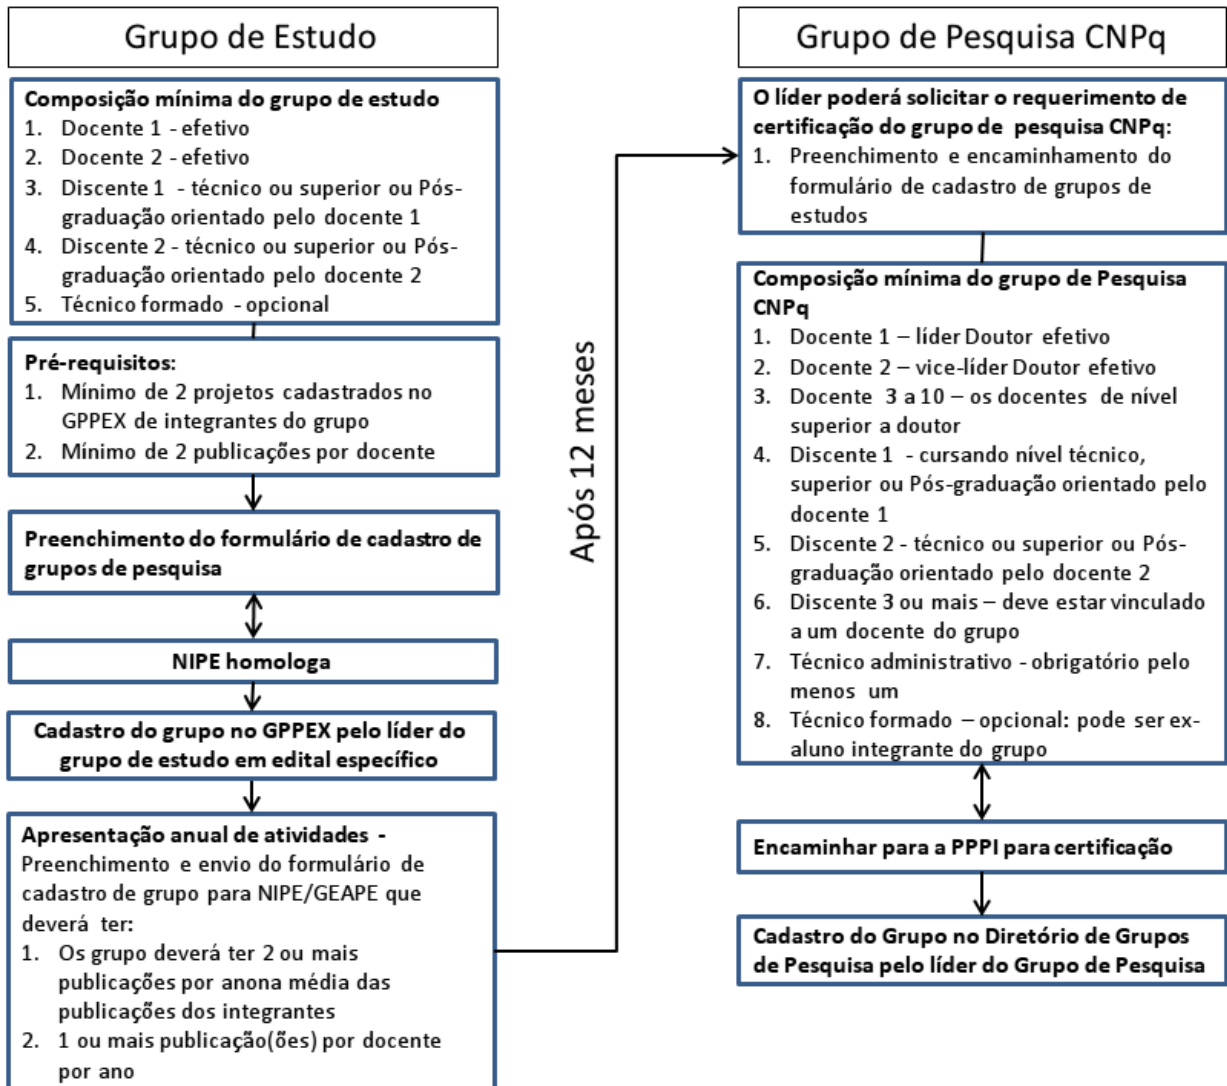 Grupo de Estudo
Composição mínima do grupo de estudo
1. Docente 1 - efetivo
2. Docente 2 - efetivo
3. Discente 1 - técnico ou superior ou Pós-
graduação orientado pelo docente 1
4. Discente 2 - técnico ou superior ou Pós-
graduação orientado pelo docente 2
5. Técnico formado - opcional
Pré-requisitos:
1. Mínimo de 2 projetos cadastrados no
GPPEX de integrantes do grupo
2. Mínimo de 2 publicações por docente
Preenchimento do formulário de cadastro de
grupos de pesquisa
NIPE homologa
Cadastro do grupo no GPPEX pelo líder do
grupo de estudo em edital específico
Apresentação anual de atividades -
Preenchimento e envio do formulário de
cadastro de grupo para NIPE/GEAPE que
deverá ter:
1. Os grupo deverá ter 2 ou mais
publicações por anona média das
publicações dos integrantes
2. 1 ou mais publicação(ões) por docente
por ano
Após 12 meses
Grupo de Pesquisa CNPq
O líder poderá solicitar o requerimento de
certificação do grupo de pesquisa CNPq:
1. Preenchimento e encaminhamento do
formulário de cadastro de grupos de
estudos
Composição mínima do grupo de Pesquisa
CNPq
1. Docente 1 – líder Doutor efetivo
2. Docente 2 – vice-líder Doutor efetivo
3. Docente 3 a 10 – os docentes de nível
superior a doutor
4. Discente 1 - cursando nível técnico,
superior ou Pós-graduação orientado pelo
docente 1
5. Discente 2 - técnico ou superior ou Pós-
graduação orientado pelo docente 2
6. Discente 3 ou mais – deve estar vinculado
a um docente do grupo
7. Técnico administrativo - obrigatório pelo
menos um
8. Técnico formado – opcional: pode ser ex-
aluno integrante do grupo
Encaminhar para a PPPI para certificação
Cadastro do Grupo no Diretório de Grupos
de Pesquisa pelo líder do Grupo de Pesquisa